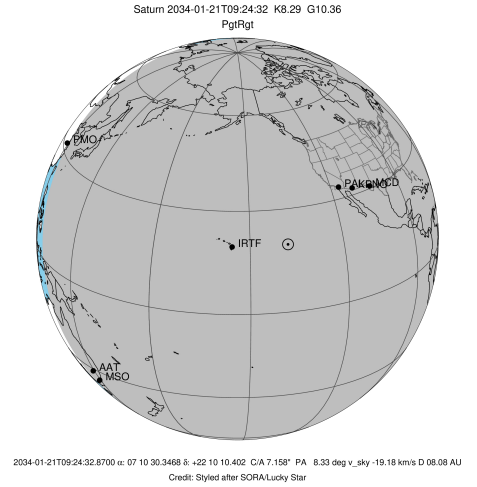 Saturn 2034-01-21T09:24:32 K8.29 G10.36
PgtRgt
PMO
MCD
IRTF
AAT
MSO
2034-01-21T09:24:32.8700 α: 07 10 30.3468 δ: +22 10 10.402 C/A 7.158" PA 8.33 deg v_sky -19.18 km/s D 08.08 AU
Credit: Styled after SORA/Lucky Star